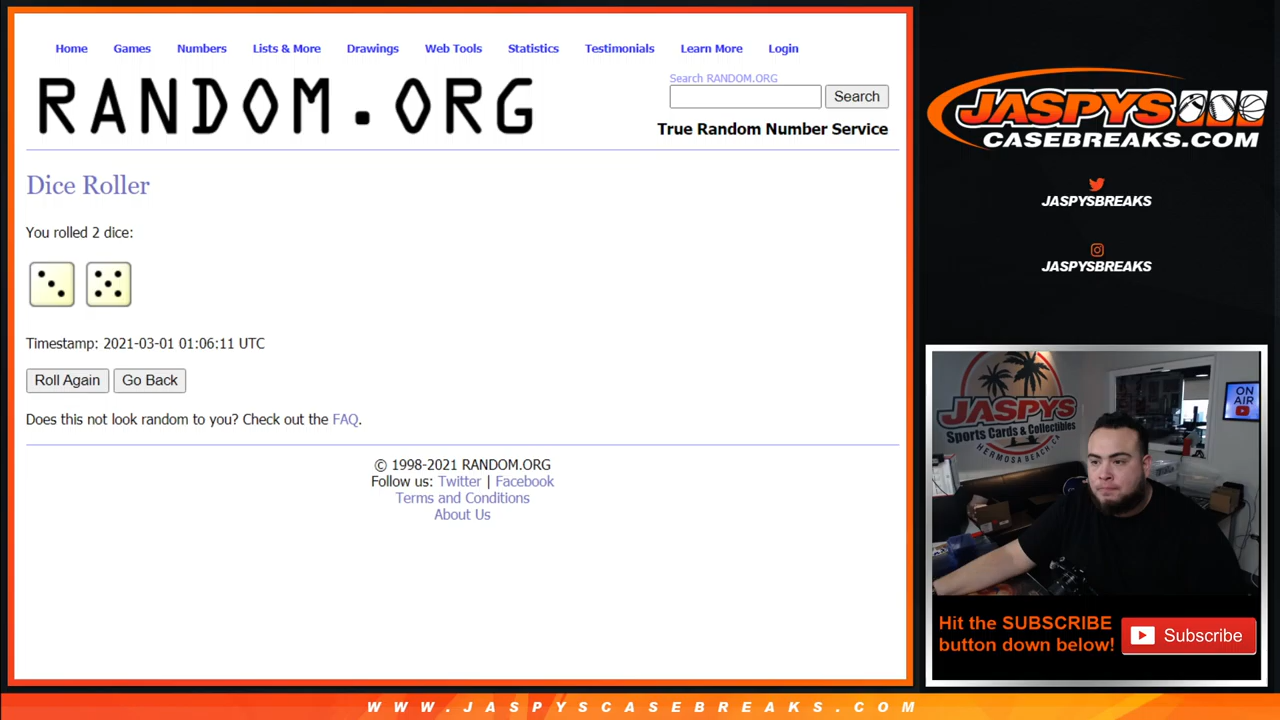 Home Games Numbers Lists & More Drawings Web Tools Statistics Testimonials Learn More Login
RANDOM.ORG
Search RANDOM.ORG
Search
True Random Number Service
Dice Roller
You rolled 2 dice:
Timestamp: 2021-03-01 01:06:11 UTC
Roll Again Go Back
Does this not look random to you? Check out the FAQ.
© 1998-2021 RANDOM.ORG
Follow us: Twitter | Facebook
Terms and Conditions
About Us
JASPYS
CASEBREAKS.COM
JASPYSBREAKS
JASPYSBREAKS
JASPYS
Sports Cards & Collectibles
HERMOSA BEACH, CA
ON
AIR
Hit the SUBSCRIBE
button down below!
Subscribe
WWW.JASPYSCASEBREAKS.COM